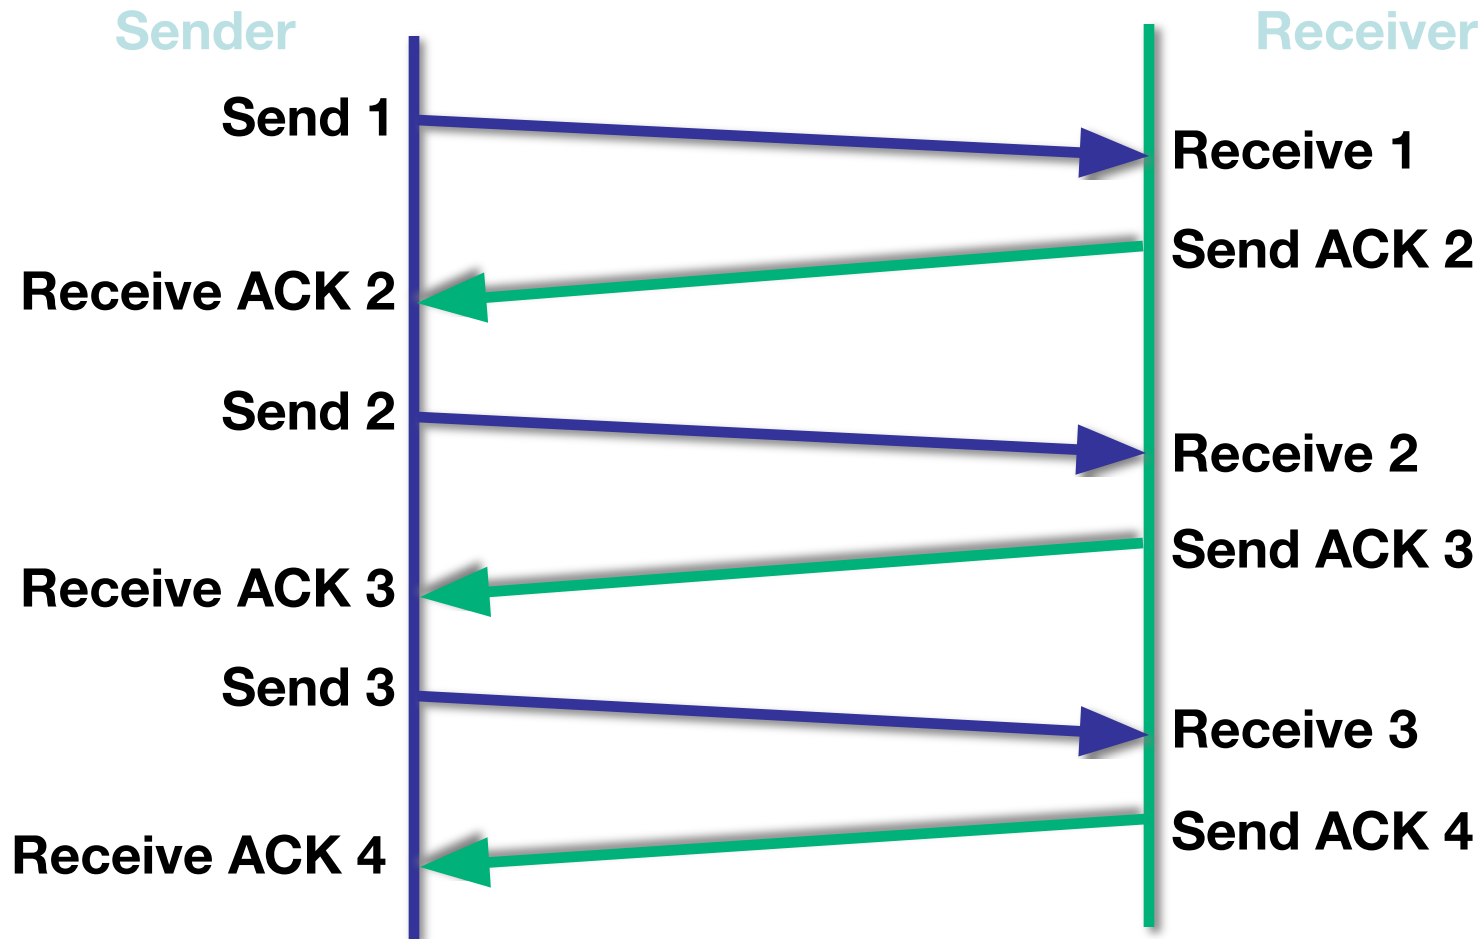 Sender
Receiver
Send 1
Receive 1
Send ACK 2
Receive ACK 2
Send 2
Receive 2
Send ACK 3
Receive ACK 3
Send 3
Receive 3
Send ACK 4
Receive ACK 4